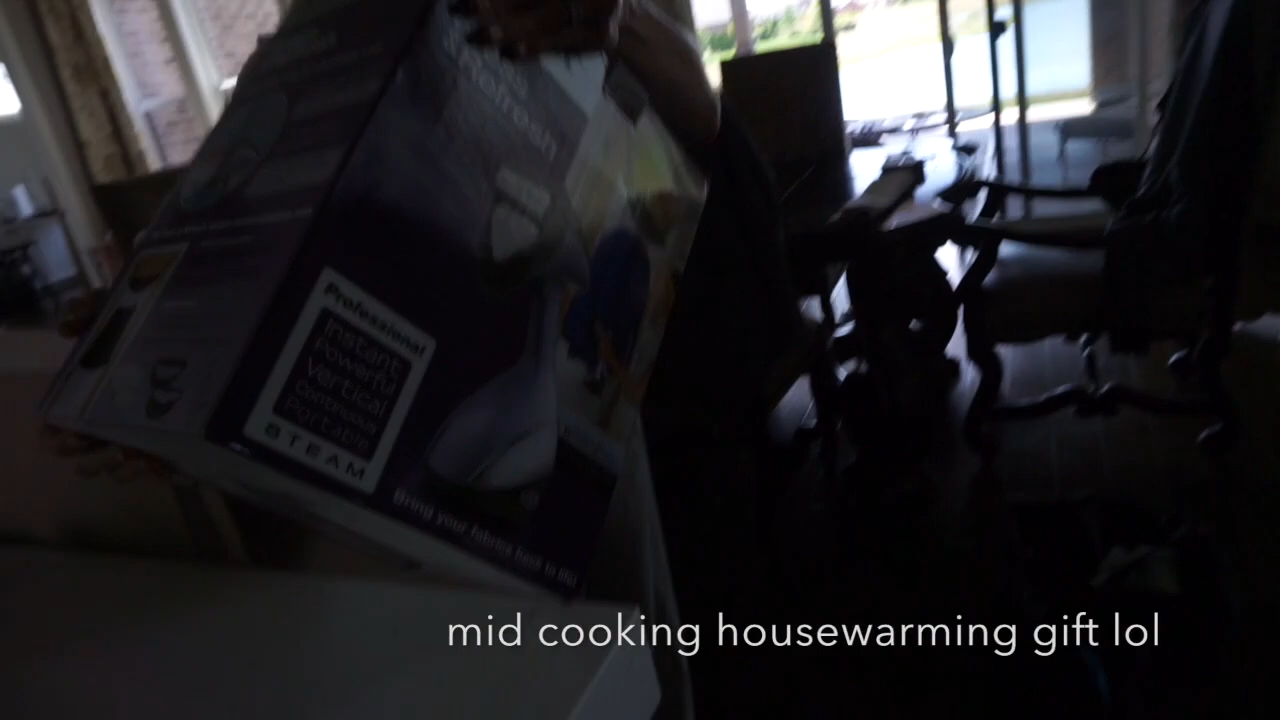 Professional
Instant
Powerful
Vertical
Continuous
Portable
STEAM
Bring your fabrics back to life!
mid cooking housewarming gift lol